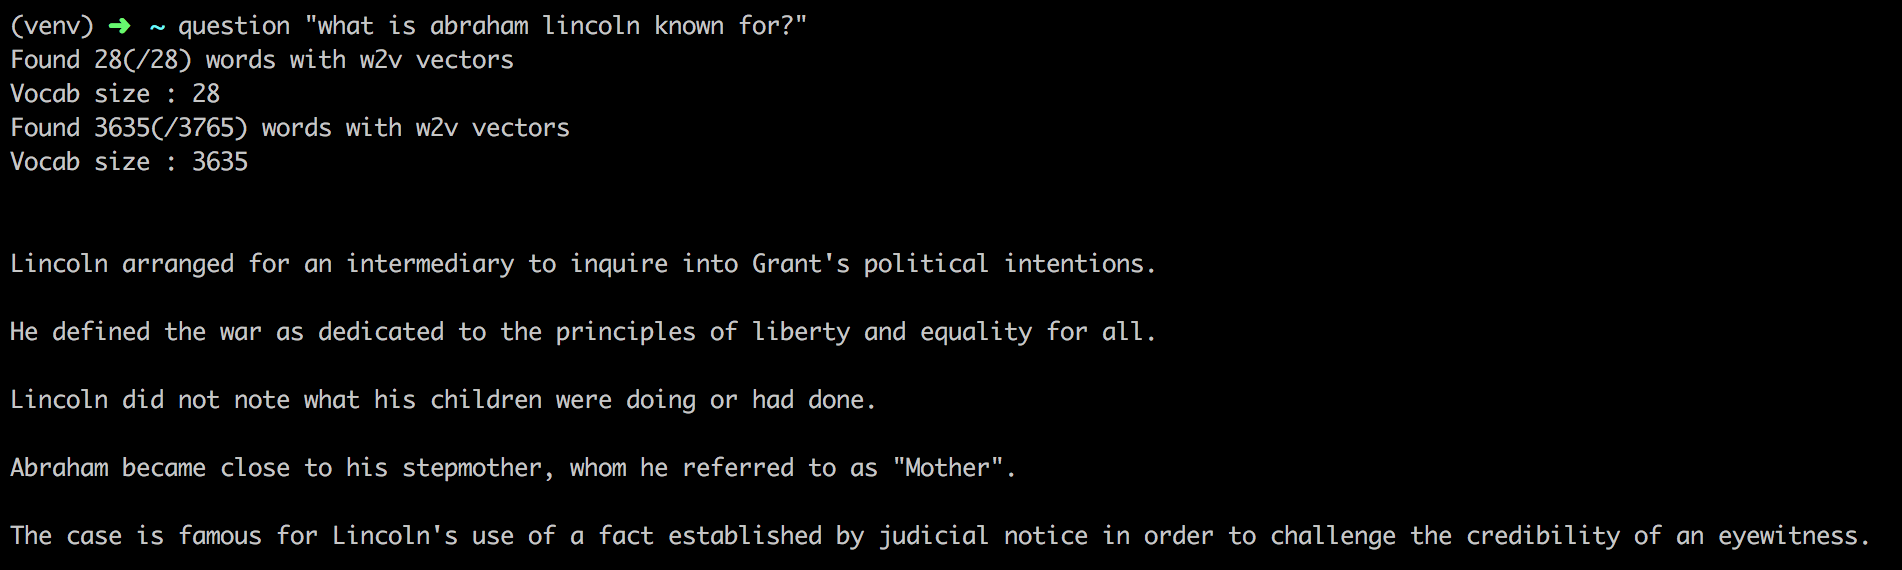 (venv) ➜ ~ question "what is abraham lincoln known for?"
Found 28(/28) words with w2v vectors
Vocab size : 28
Found 3635(/3765) words with w2v vectors
Vocab size : 3635
Lincoln arranged for an intermediary to inquire into Grant's political intentions.
He defined the war as dedicated to the principles of liberty and equality for all.
Lincoln did not note what his children were doing or had done.
Abraham became close to his stepmother, whom he referred to as "Mother".
The case is famous for Lincoln's use of a fact established by judicial notice in order to challenge the credibility of an eyewitness.